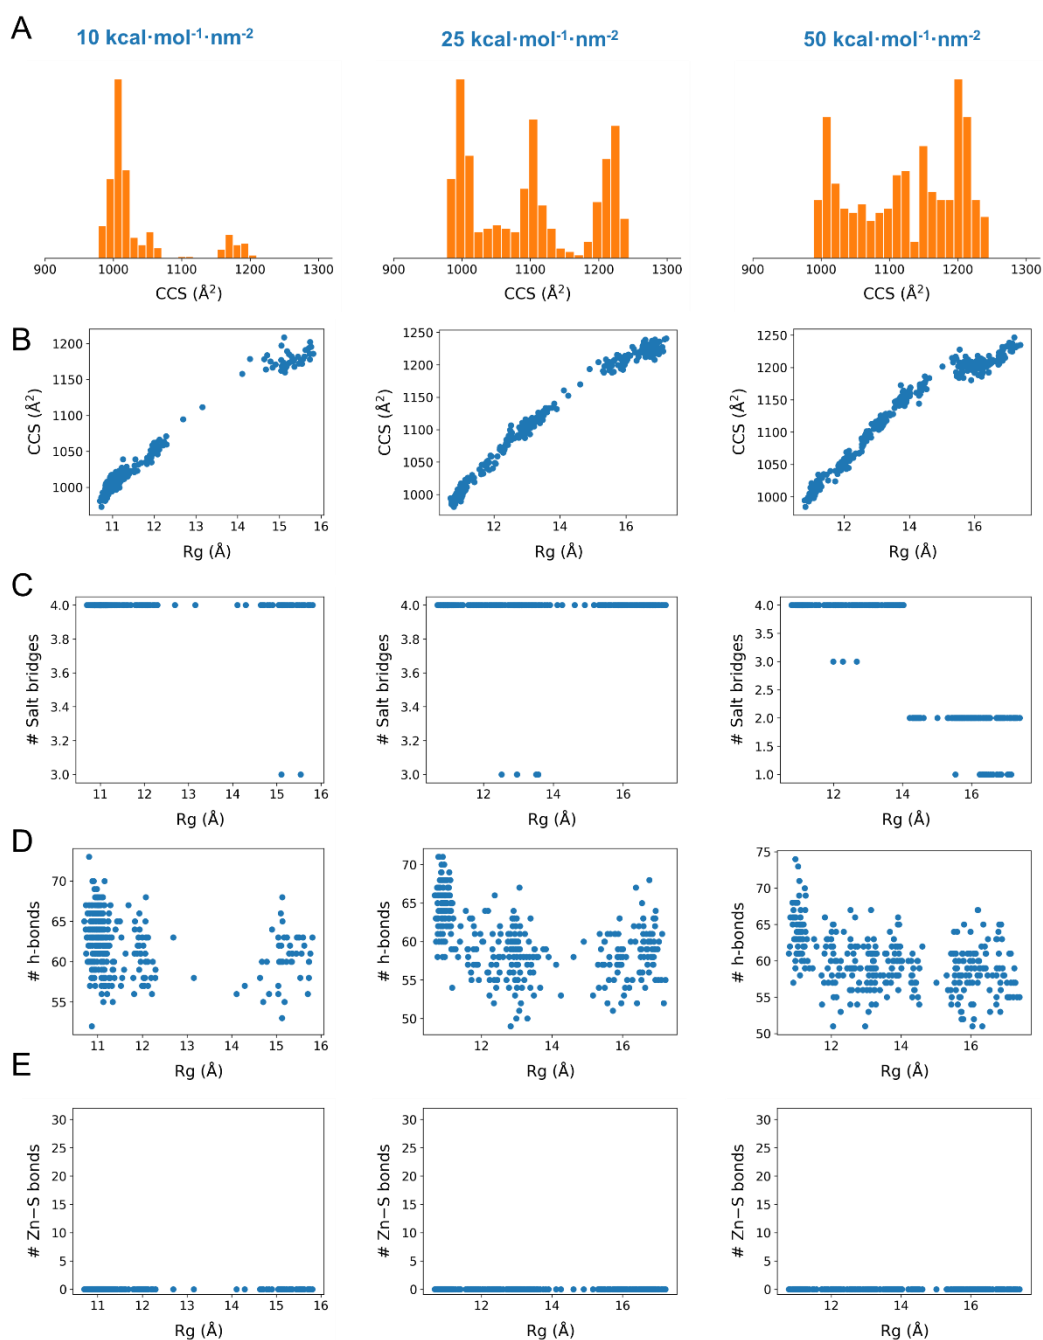 A
10 kcal·mol⁻¹·nm⁻²
25 kcal·mol⁻¹·nm⁻²
50 kcal·mol⁻¹·nm⁻²
900 1000 1100 1200 1300
CCS (Å²)
900 1000 1100 1200 1300
CCS (Å²)
900 1000 1100 1200 1300
CCS (Å²)
B
CCS (Å²)
1200
1150
1100
1050
1000
11 12 13 14 15 16
Rg (Å)
CCS (Å²)
1250
1200
1150
1100
1050
1000
12 14 16
Rg (Å)
CCS (Å²)
1250
1200
1150
1100
1050
1000
12 14 16
Rg (Å)
C
# Salt bridges
4.0
3.8
3.6
3.4
3.2
3.0
11 12 13 14 15 16
Rg (Å)
# Salt bridges
4.0
3.8
3.6
3.4
3.2
3.0
12 14 16
Rg (Å)
# Salt bridges
4.0
3.5
3.0
2.5
2.0
1.5
1.0
12 14 16
Rg (Å)
D
# h-bonds
70
65
60
55
11 12 13 14 15 16
Rg (Å)
# h-bonds
70
65
60
55
50
12 14 16
Rg (Å)
# h-bonds
75
70
65
60
55
50
12 14 16
Rg (Å)
E
# Zn−S bonds
30
25
20
15
10
5
0
11 12 13 14 15 16
Rg (Å)
# Zn−S bonds
30
25
20
15
10
5
0
12 14 16
Rg (Å)
# Zn−S bonds
30
25
20
15
10
5
0
12 14 16
Rg (Å)